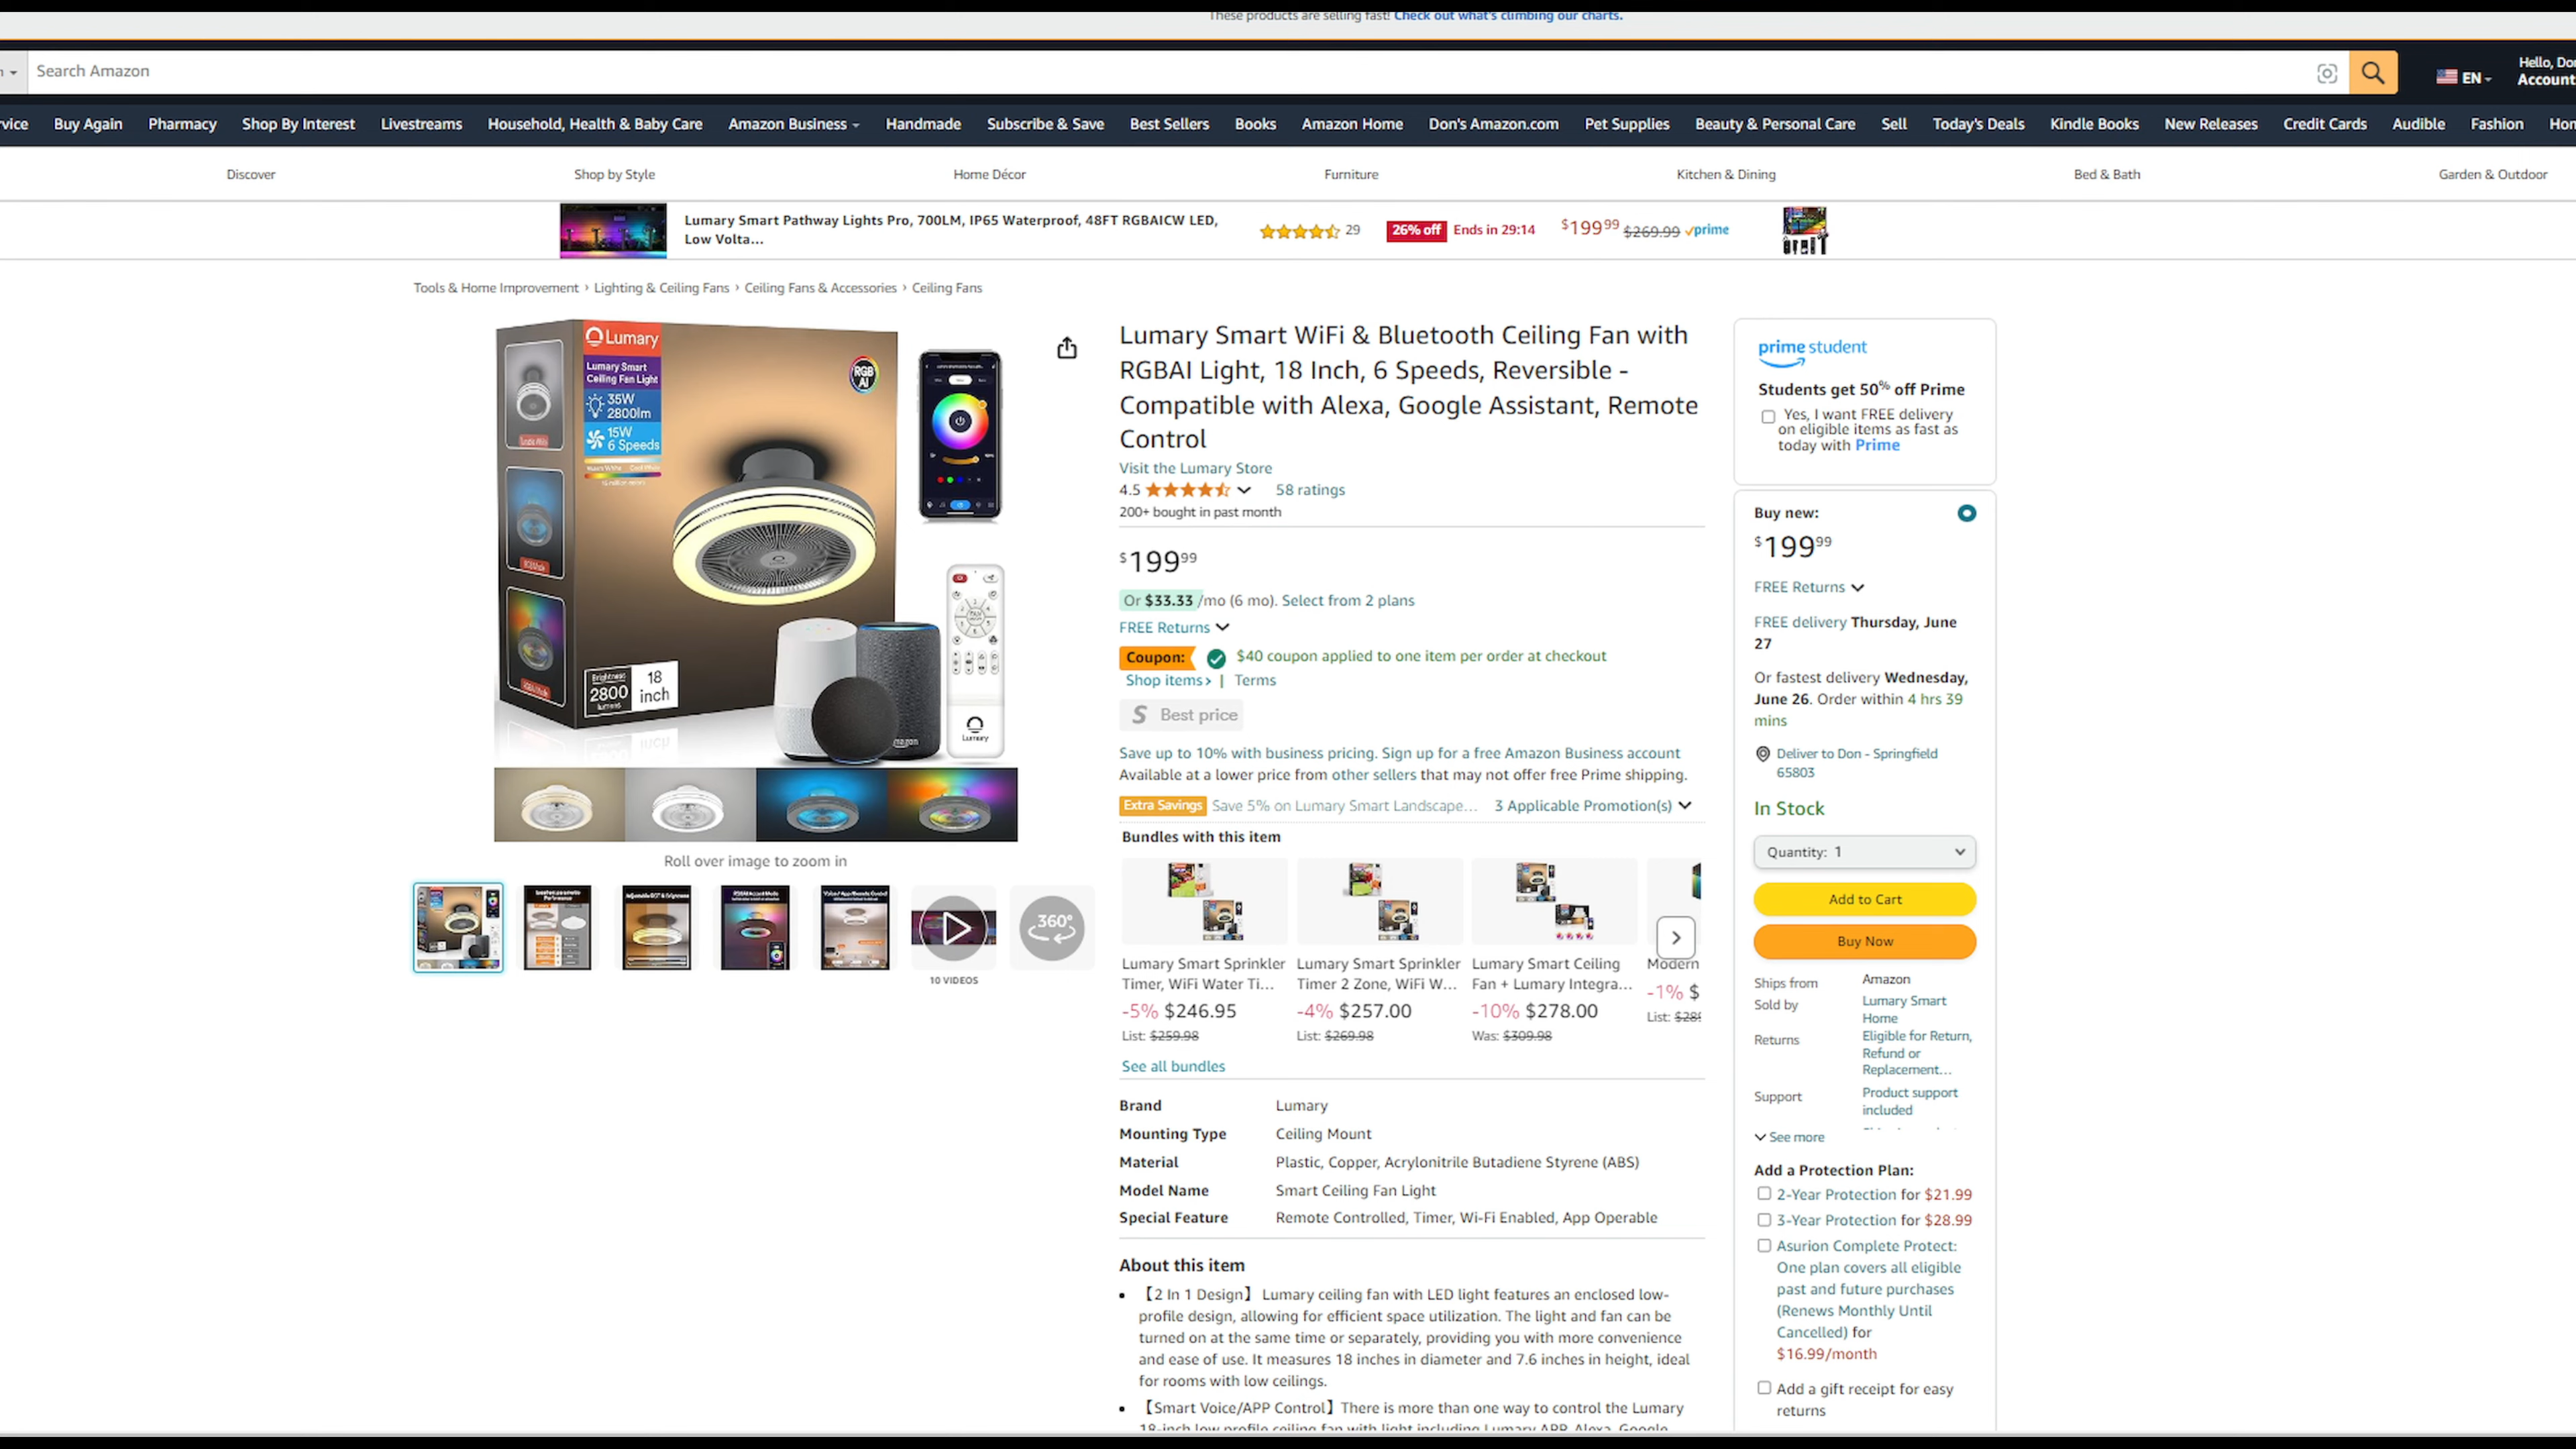 These products are selling fast! Check out what's climbing our charts.
Search Amazon
EN
Hello, Don
Account
Buy Again
Pharmacy
Shop By Interest
Livestreams
Household, Health & Baby Care
Amazon Business
Handmade
Subscribe & Save
Best Sellers
Books
Amazon Home
Don's Amazon.com
Pet Supplies
Beauty & Personal Care
Sell
Today's Deals
Kindle Books
New Releases
Credit Cards
Audible
Fashion
Discover
Shop by Style
Home Décor
Furniture
Kitchen & Dining
Bed & Bath
Garden & Outdoor
Lumary Smart Pathway Lights Pro, 700LM, IP65 Waterproof, 48FT RGBAICW LED,
Low Volta...
29
26% off
Ends in 29:14
$199⁹⁹ $269.99 prime
Tools & Home Improvement › Lighting & Ceiling Fans › Ceiling Fans & Accessories › Ceiling Fans
Lumary
Lumary Smart
Ceiling Fan Light
35W
2800lm
15W
6 Speeds
RGB
AI
Brightness
2800
lumens
18
inch
Lumary
Roll over image to zoom in
360°
10 VIDEOS
Lumary Smart WiFi & Bluetooth Ceiling Fan with
RGBAI Light, 18 Inch, 6 Speeds, Reversible -
Compatible with Alexa, Google Assistant, Remote
Control
Visit the Lumary Store
4.5
58 ratings
200+ bought in past month
$199⁹⁹
Or $33.33 /mo (6 mo). Select from 2 plans
FREE Returns
Coupon: $40 coupon applied to one item per order at checkout
Shop items› | Terms
S Best price
Save up to 10% with business pricing. Sign up for a free Amazon Business account
Available at a lower price from other sellers that may not offer free Prime shipping.
Extra Savings Save 5% on Lumary Smart Landscape... 3 Applicable Promotion(s)
Bundles with this item
Lumary Smart Sprinkler
Timer, WiFi Water Ti...
-5% $246.95
List: $259.98
Lumary Smart Sprinkler
Timer 2 Zone, WiFi W...
-4% $257.00
List: $269.98
Lumary Smart Ceiling
Fan + Lumary Integra...
-10% $278.00
Was: $309.98
Modern
-1% $
List:
See all bundles
Brand Lumary
Mounting Type Ceiling Mount
Material Plastic, Copper, Acrylonitrile Butadiene Styrene (ABS)
Model Name Smart Ceiling Fan Light
Special Feature Remote Controlled, Timer, Wi-Fi Enabled, App Operable
About this item
• 【2 In 1 Design】 Lumary ceiling fan with LED light features an enclosed low-
profile design, allowing for efficient space utilization. The light and fan can be
turned on at the same time or separately, providing you with more convenience
and ease of use. It measures 18 inches in diameter and 7.6 inches in height, ideal
for rooms with low ceilings.
• 【Smart Voice/APP Control】There is more than one way to control the Lumary
18-inch low profile ceiling fan with light including Lumary APP, Alexa, Google
prime student
Students get 50% off Prime
Yes, I want FREE delivery
on eligible items as fast as
today with Prime
Buy new:
$199⁹⁹
FREE Returns
FREE delivery Thursday, June
27
Or fastest delivery Wednesday,
June 26. Order within 4 hrs 39
mins
Deliver to Don - Springfield
65803
In Stock
Quantity: 1
Add to Cart
Buy Now
Ships from Amazon
Sold by Lumary Smart
Home
Returns Eligible for Return,
Refund or
Replacement...
Support Product support
included
See more
Add a Protection Plan:
2-Year Protection for $21.99
3-Year Protection for $28.99
Asurion Complete Protect:
One plan covers all eligible
past and future purchases
(Renews Monthly Until
Cancelled) for
$16.99/month
Add a gift receipt for easy
returns